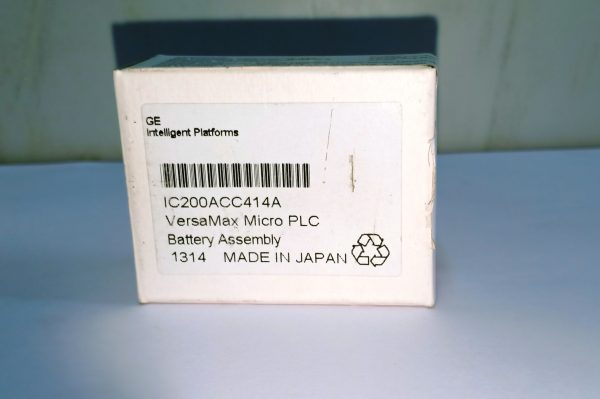 GE
Intelligent Platforms
IC200ACC414A
VersaMax Micro PLC
Battery Assembly
1314 MADE IN JAPAN